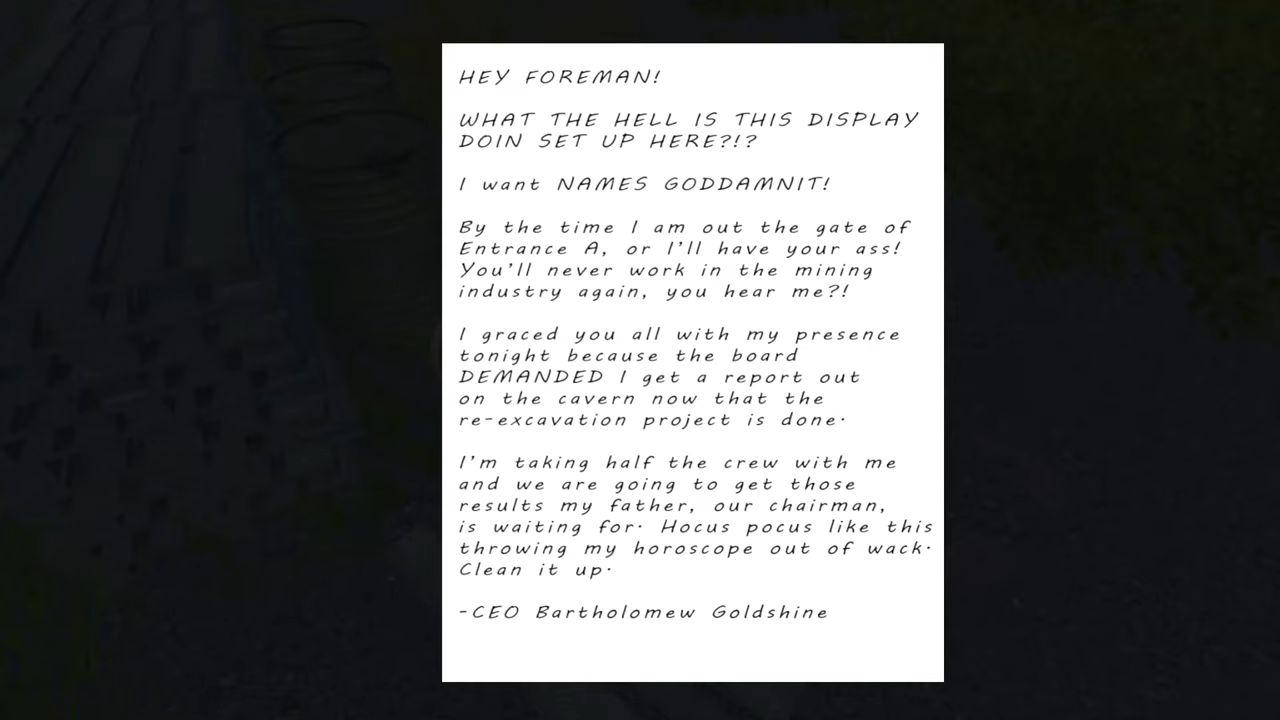 HEY FOREMAN!
WHAT THE HELL IS THIS DISPLAY
DOIN SET UP HERE?!?
I want NAMES GODDAMNIT!
By the time I am out the gate of
Entrance A, or I'll have your ass!
You'll never work in the mining
industry again, you hear me?!
I graced you all with my presence
tonight because the board
DEMANDED I get a report out
on the cavern now that the
re-excavation project is done.
I'm taking half the crew with me
and we are going to get those
results my father, our chairman,
is waiting for. Hocus pocus like this
throwing my horoscope out of wack.
Clean it up.
-CEO Bartholomew Goldshine